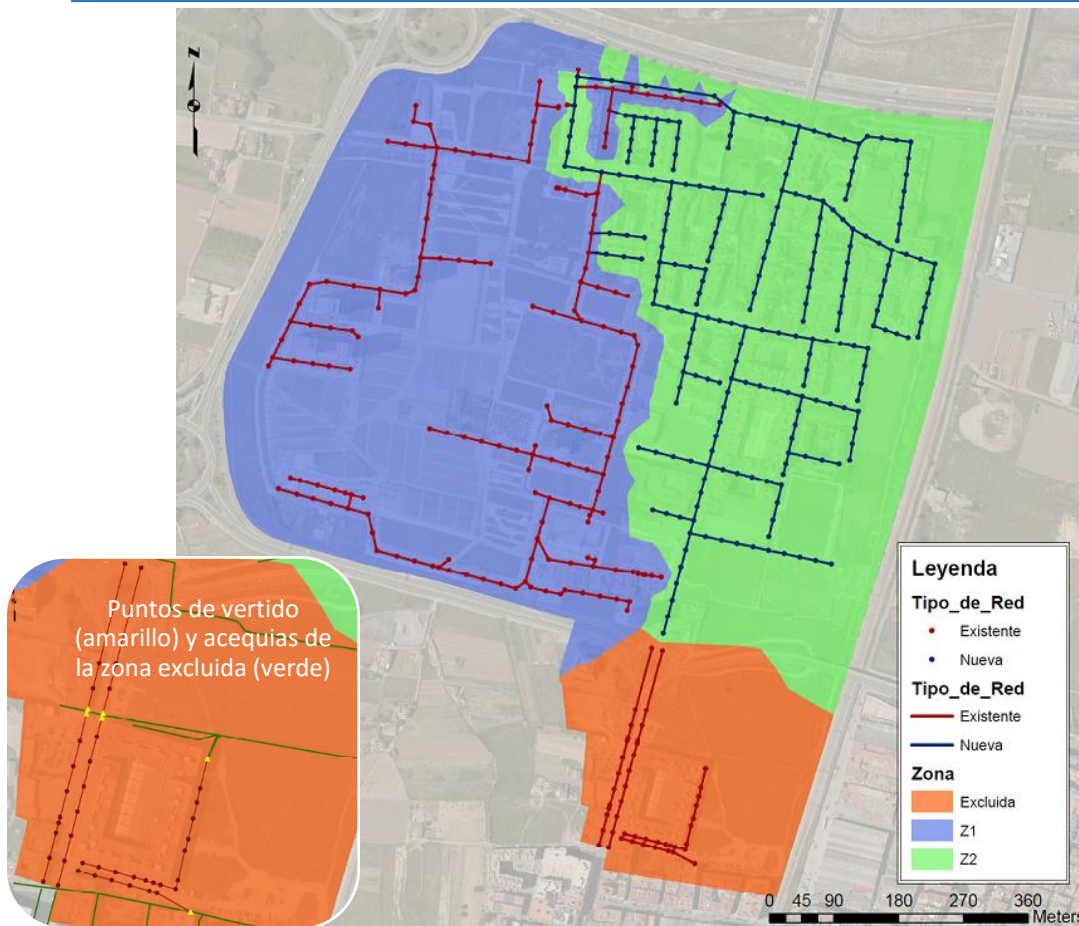 N
Puntos de vertido
(amarillo) y acequias de
la zona excluida (verde)
Leyenda
Tipo_de_Red
Existente
Nueva
Tipo_de_Red
Existente
Nueva
Zona
Excluida
Z1
Z2
0 45 90 180 270 360
Meters